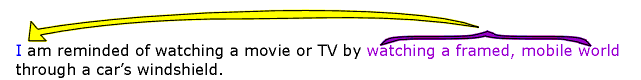 I am reminded of watching a movie or TV by watching a framed, mobile world
through a car’s windshield.